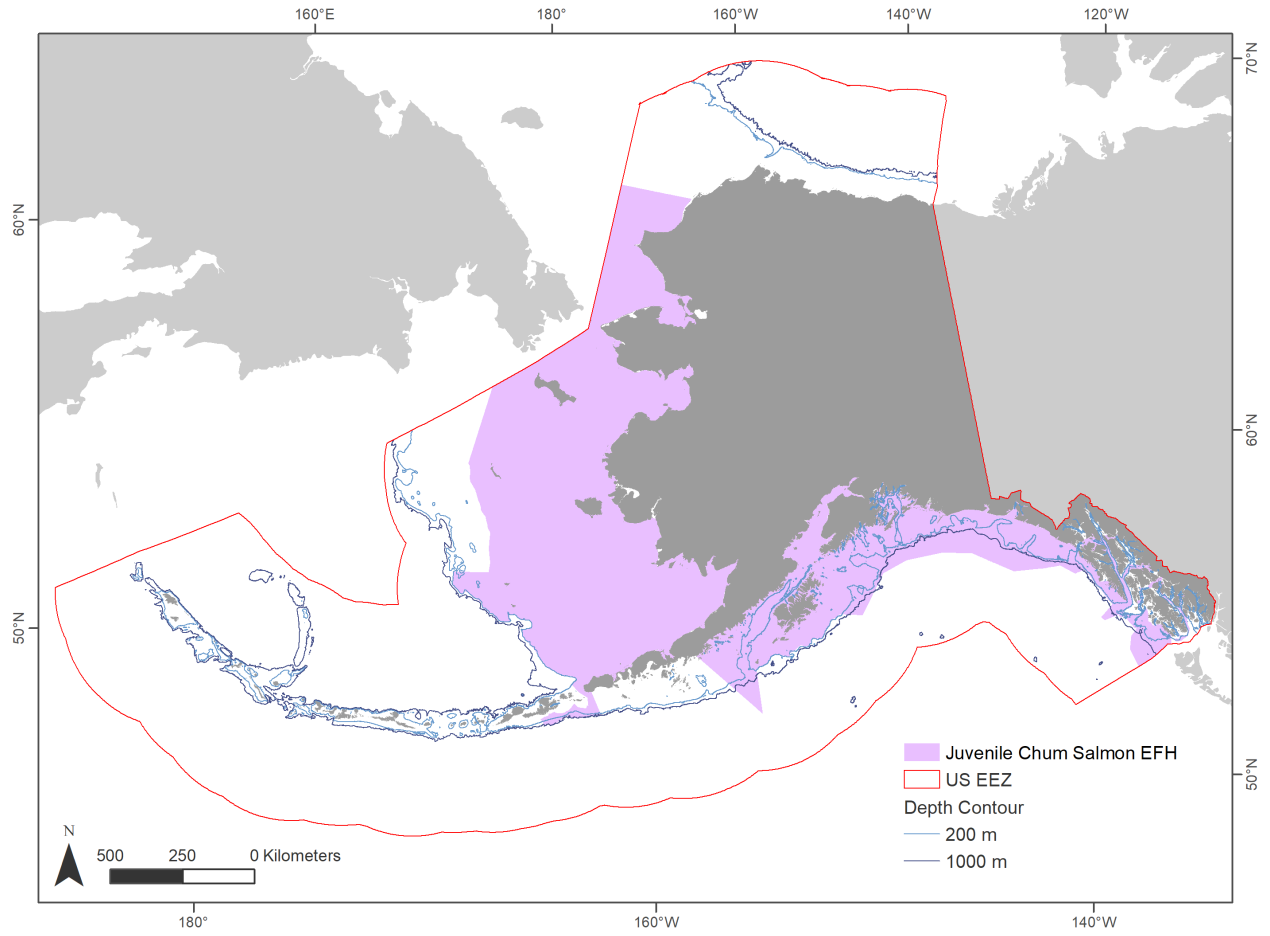 160°E 180° 160°W 140°W 120°W
70°N
60°N
60°N
50°N
50°N
Juvenile Chum Salmon EFH
US EEZ
Depth Contour
200 m
1000 m
N
500 250 0 Kilometers
180° 160°W 140°W